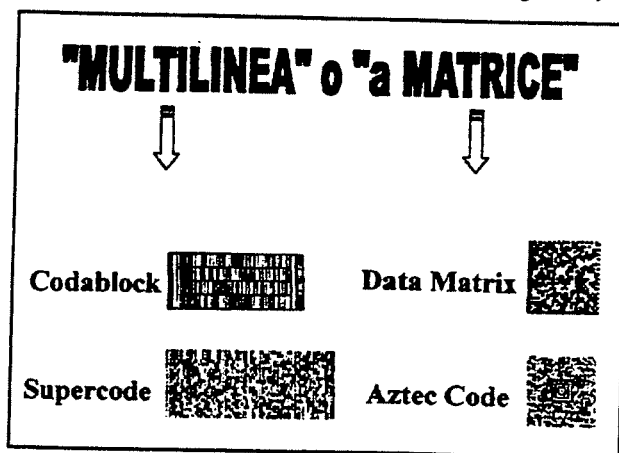 "MULTILINEA" o "a MATRICE"
Codablock
Data Matrix
Supercode
Aztec Code